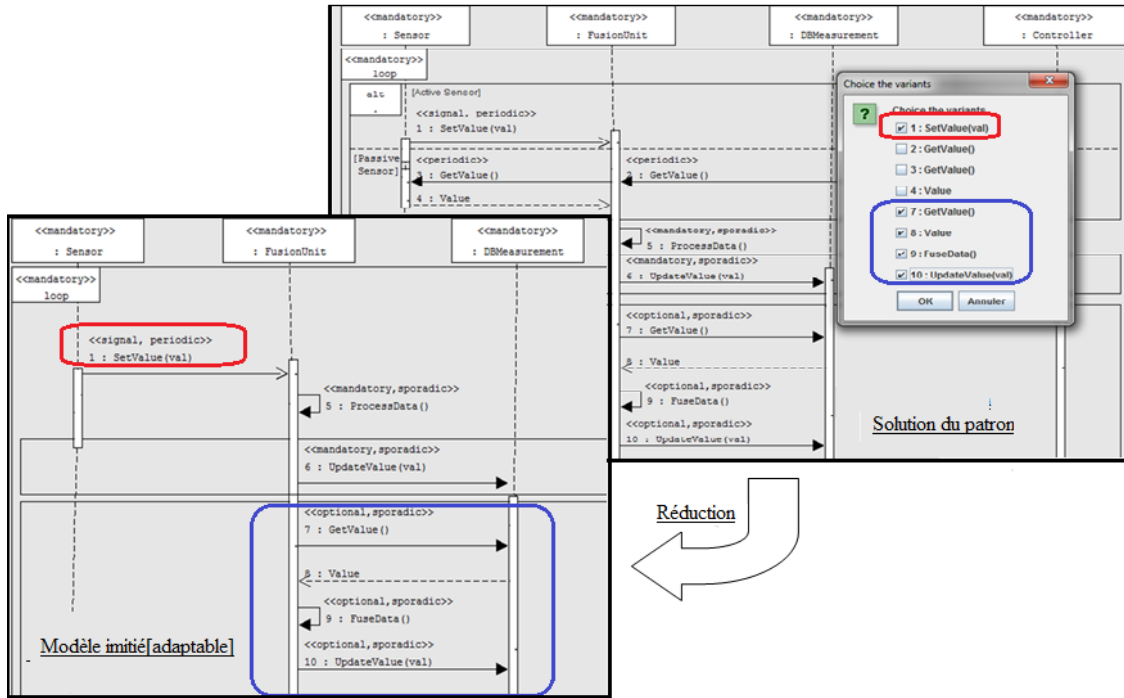 <<mandatory>>
: Sensor
<<mandatory>>
: FusionUnit
<<mandatory>>
: DBMeasurement
<<mandatory>>
: Controller
<<mandatory>>
loop
alt
[Active Sensor]
<<signal, periodic>>
1 : SetValue(val)
[Passive
Sensor]
<<periodic>>
3 : GetValue()
<<periodic>>
2 : GetValue()
4 : Value
<<mandatory,sporadic>>
5 : ProcessData()
<<mandatory,sporadic>>
6 : UpdateValue(val)
<<optional,sporadic>>
7 : GetValue()
8 : Value
<<optional,sporadic>>
9 : FuseData()
<<optional,sporadic>>
10 : UpdateValue(val)
Solution du patron
Choice the variants
?
Choice the variants
1 : SetValue(val)
2 : GetValue()
3 : GetValue()
4 : Value
7 : GetValue()
8 : Value
9 : FuseData()
10 : UpdateValue(val)
OK
Annuler
<<mandatory>>
: Sensor
<<mandatory>>
: FusionUnit
<<mandatory>>
: DBMeasurement
<<mandatory>>
loop
<<signal, periodic>>
1 : SetValue(val)
<<mandatory,sporadic>>
5 : ProcessData()
<<mandatory,sporadic>>
6 : UpdateValue(val)
<<optional,sporadic>>
7 : GetValue()
8 : Value
<<optional,sporadic>>
9 : FuseData()
<<optional,sporadic>>
10 : UpdateValue(val)
Modèle imitié[adaptable]
Réduction